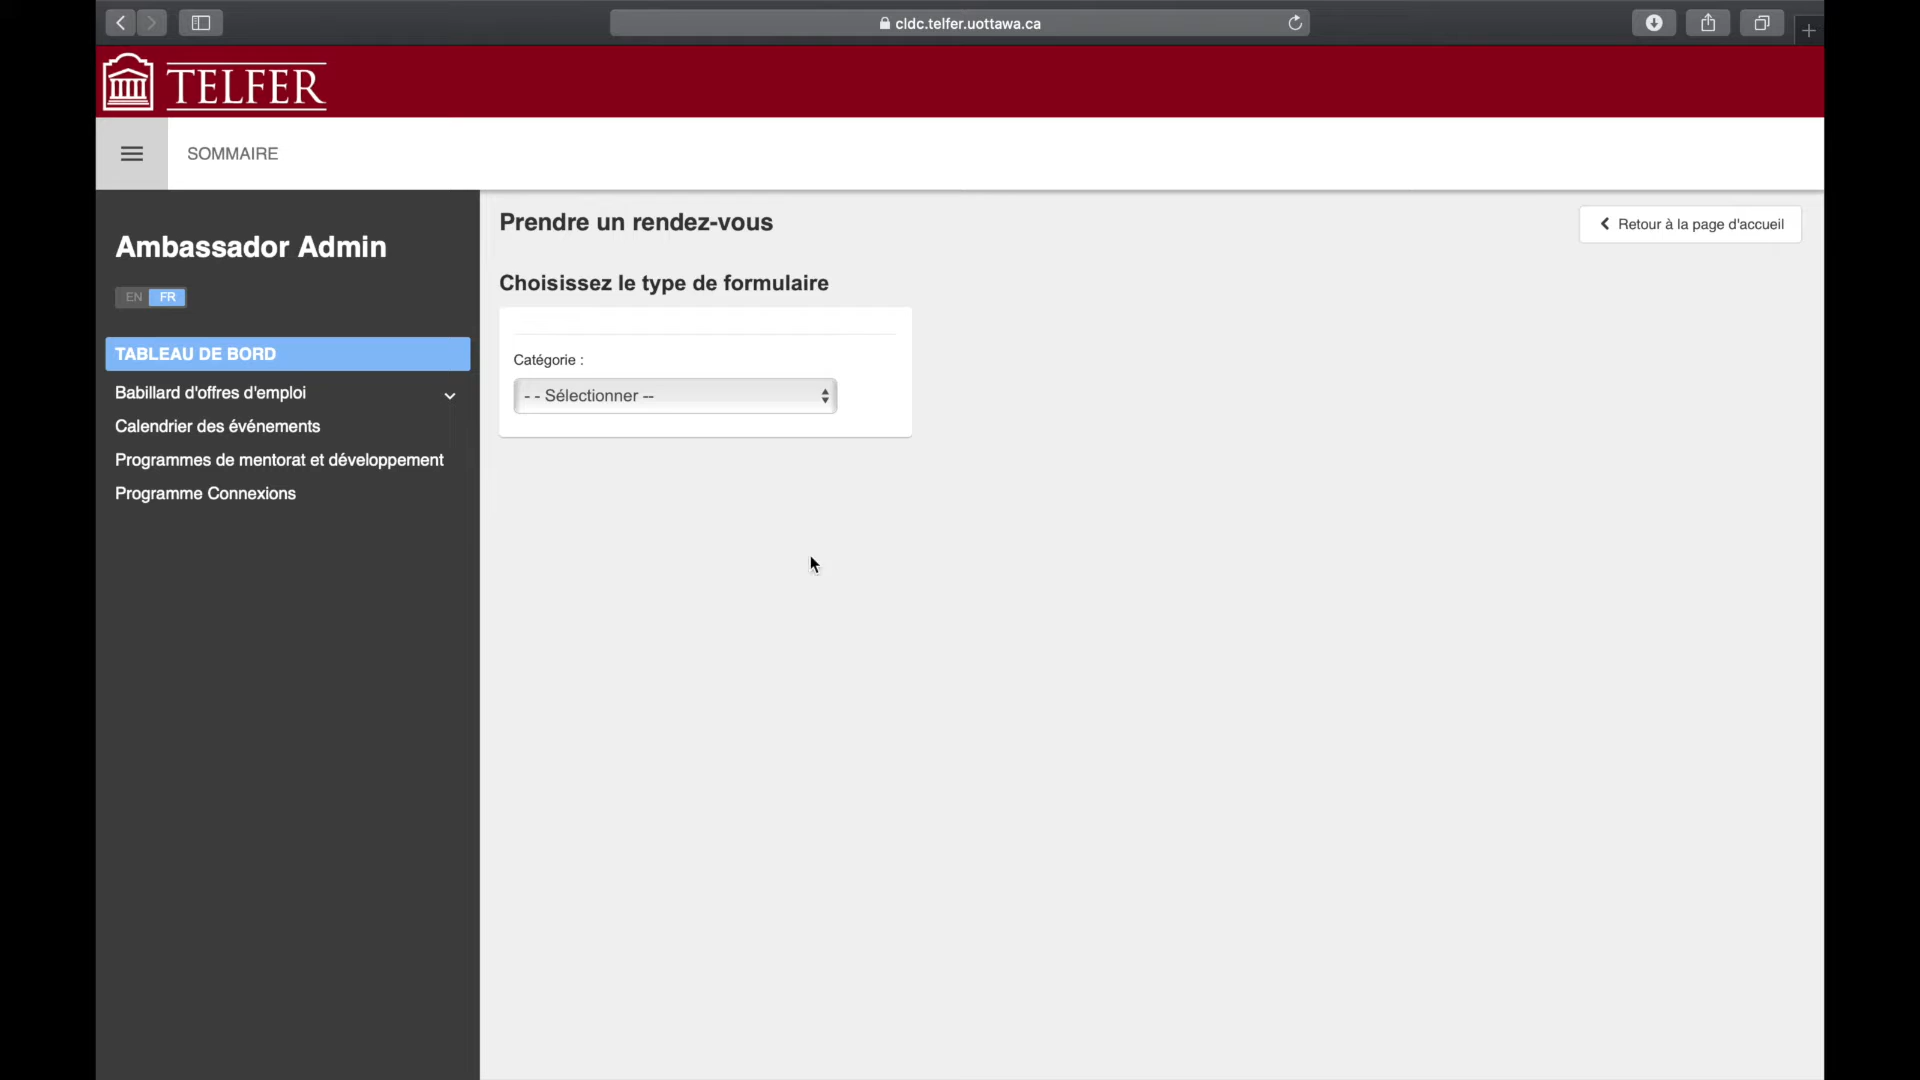 cldc.telfer.uottawa.ca
TELFER
SOMMAIRE
Ambassador Admin
EN FR
TABLEAU DE BORD
Babillard d'offres d'emploi
Calendrier des événements
Programmes de mentorat et développement
Programme Connexions
Prendre un rendez-vous
Retour à la page d'accueil
Choisissez le type de formulaire
Catégorie :
- - Sélectionner --